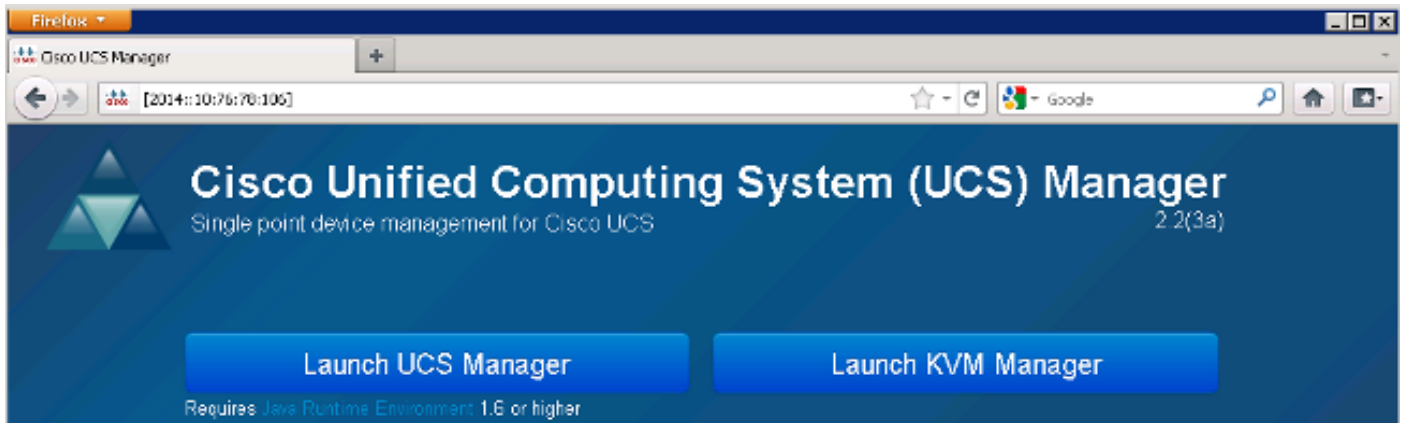 Firefox
Cisco UCS Manager
[2014::10:76:78:106]
Google
Cisco Unified Computing System (UCS) Manager
Single point device management for Cisco UCS
2.2(3a)
Launch UCS Manager
Launch KVM Manager
Requires Java Runtime Environment 1.6 or higher